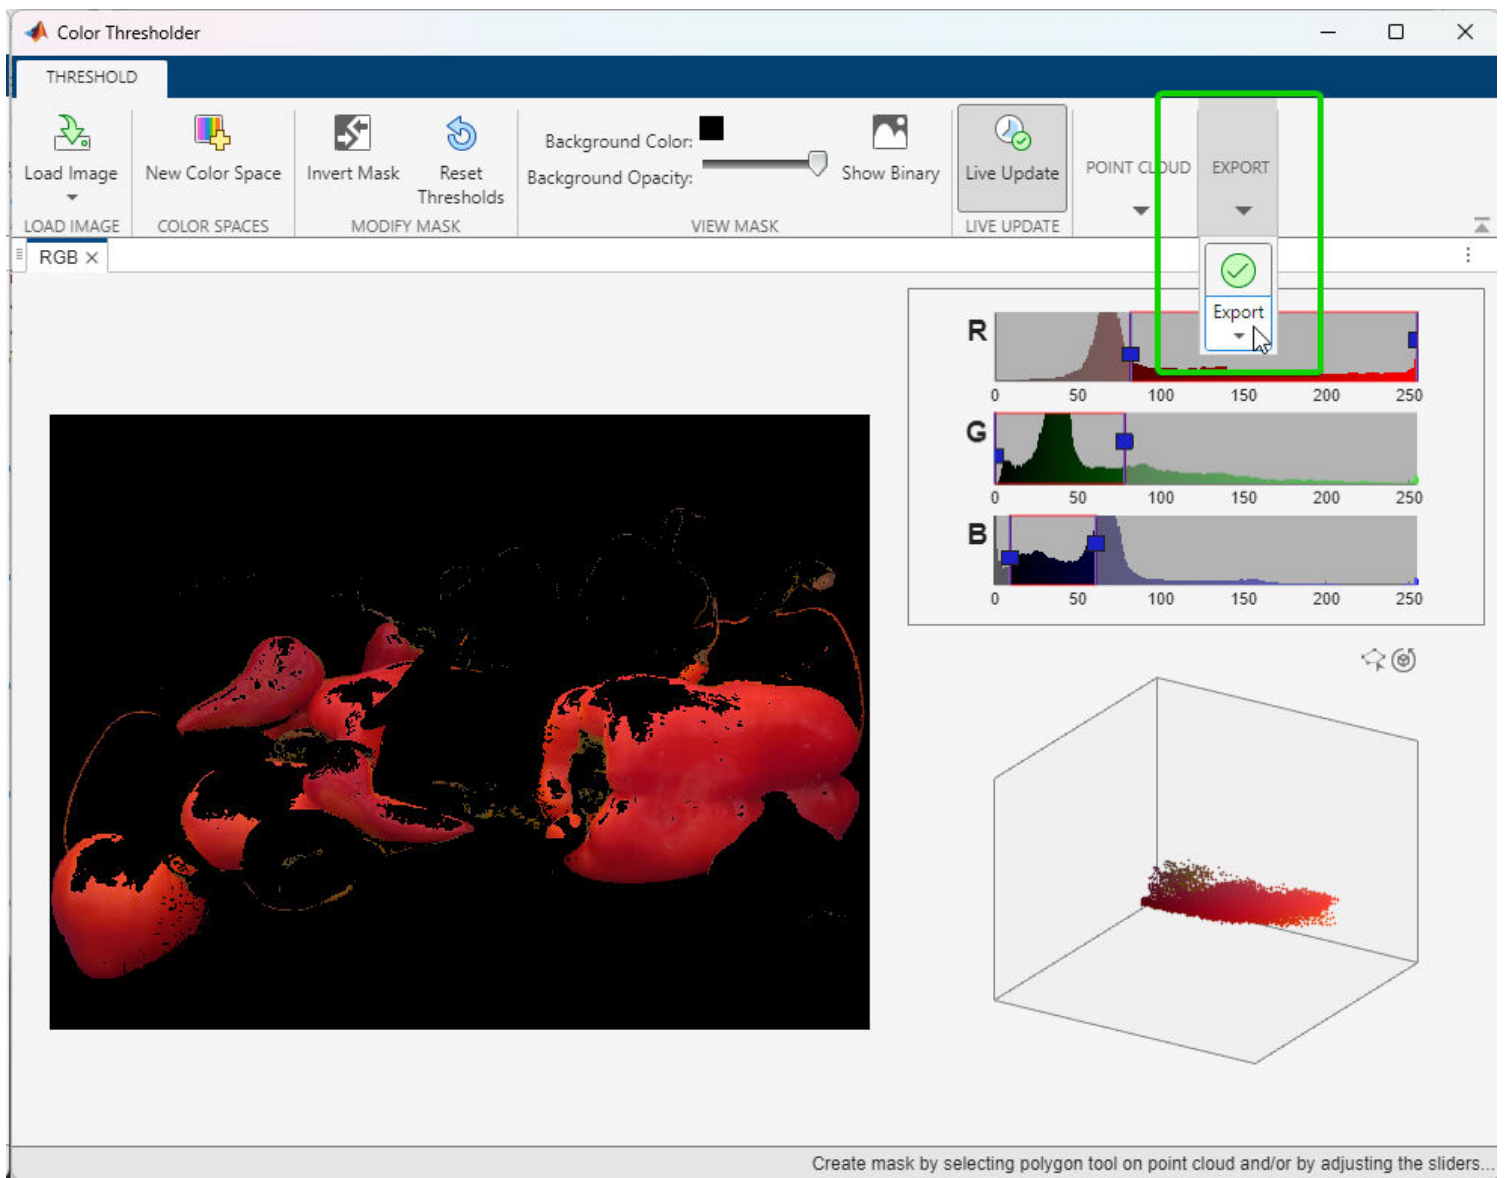 Color Thresholder
THRESHOLD
Load Image
New Color Space
Invert Mask
Reset
Thresholds
Background Color:
Background Opacity:
Show Binary
Live Update
POINT CLOUD
EXPORT
LOAD IMAGE
COLOR SPACES
MODIFY MASK
VIEW MASK
LIVE UPDATE
RGB
Export
R
0 50 100 150 200 250
G
0 50 100 150 200 250
B
0 50 100 150 200 250
Create mask by selecting polygon tool on point cloud and/or by adjusting the sliders...